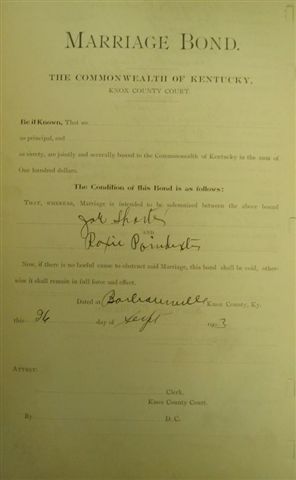 MARRIAGE BOND.
THE COMMONWEALTH OF KENTUCKY,
KNOX COUNTY COURT.
Be it Known, That we
as principal, and
as surety, are jointly and severally bound to the Commonwealth of Kentucky in the sum of
One hundred dollars.
The Condition of this Bond is as follows:
THAT, WHEREAS, Marriage is intended to be solemnized between the above bound
AND
Roxie Poindexter
Now, if there is no lawful cause to obstruct said Marriage, this bond shall be void, other-
wise it shall remain in full force and effect.
Dated at Barbourville Knox County, Ky.
this 26 day of Sept 1903
ATTEST:
Clerk,
Knox County Court.
By D. C.